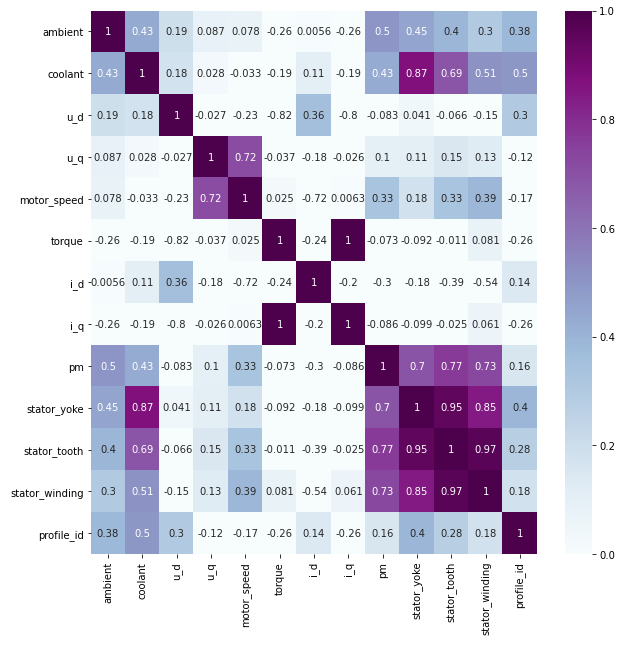 ambient 1 0.43 0.19 0.087 0.078 -0.26 0.0056 -0.26 0.5 0.45 0.4 0.3 0.38
coolant 0.43 1 0.18 0.028 -0.033 -0.19 0.11 -0.19 0.43 0.87 0.69 0.51 0.5
u_d 0.19 0.18 1 -0.027 -0.23 -0.82 0.36 -0.8 -0.083 0.041 -0.066 -0.15 0.3
u_q 0.087 0.028 -0.027 1 0.72 -0.037 -0.18 -0.026 0.1 0.11 0.15 0.13 -0.12
motor_speed 0.078 -0.033 -0.23 0.72 1 0.025 -0.72 0.0063 0.33 0.18 0.33 0.39 -0.17
torque -0.26 -0.19 -0.82 -0.037 0.025 1 -0.24 1 -0.073 -0.092 -0.011 0.081 -0.26
i_d 0.0056 0.11 0.36 -0.18 -0.72 -0.24 1 -0.2 -0.3 -0.18 -0.39 -0.54 0.14
i_q -0.26 -0.19 -0.8 -0.026 0.0063 1 -0.2 1 -0.086 -0.099 -0.025 0.061 -0.26
pm 0.5 0.43 -0.083 0.1 0.33 -0.073 -0.3 -0.086 1 0.7 0.77 0.73 0.16
stator_yoke 0.45 0.87 0.041 0.11 0.18 -0.092 -0.18 -0.099 0.7 1 0.95 0.85 0.4
stator_tooth 0.4 0.69 -0.066 0.15 0.33 -0.011 -0.39 -0.025 0.77 0.95 1 0.97 0.28
stator_winding 0.3 0.51 -0.15 0.13 0.39 0.081 -0.54 0.061 0.73 0.85 0.97 1 0.18
profile_id 0.38 0.5 0.3 -0.12 -0.17 -0.26 0.14 -0.26 0.16 0.4 0.28 0.18 1
ambient coolant u_d u_q motor_speed torque i_d i_q pm stator_yoke stator_tooth stator_winding profile_id
1.0
0.8
0.6
0.4
0.2
0.0